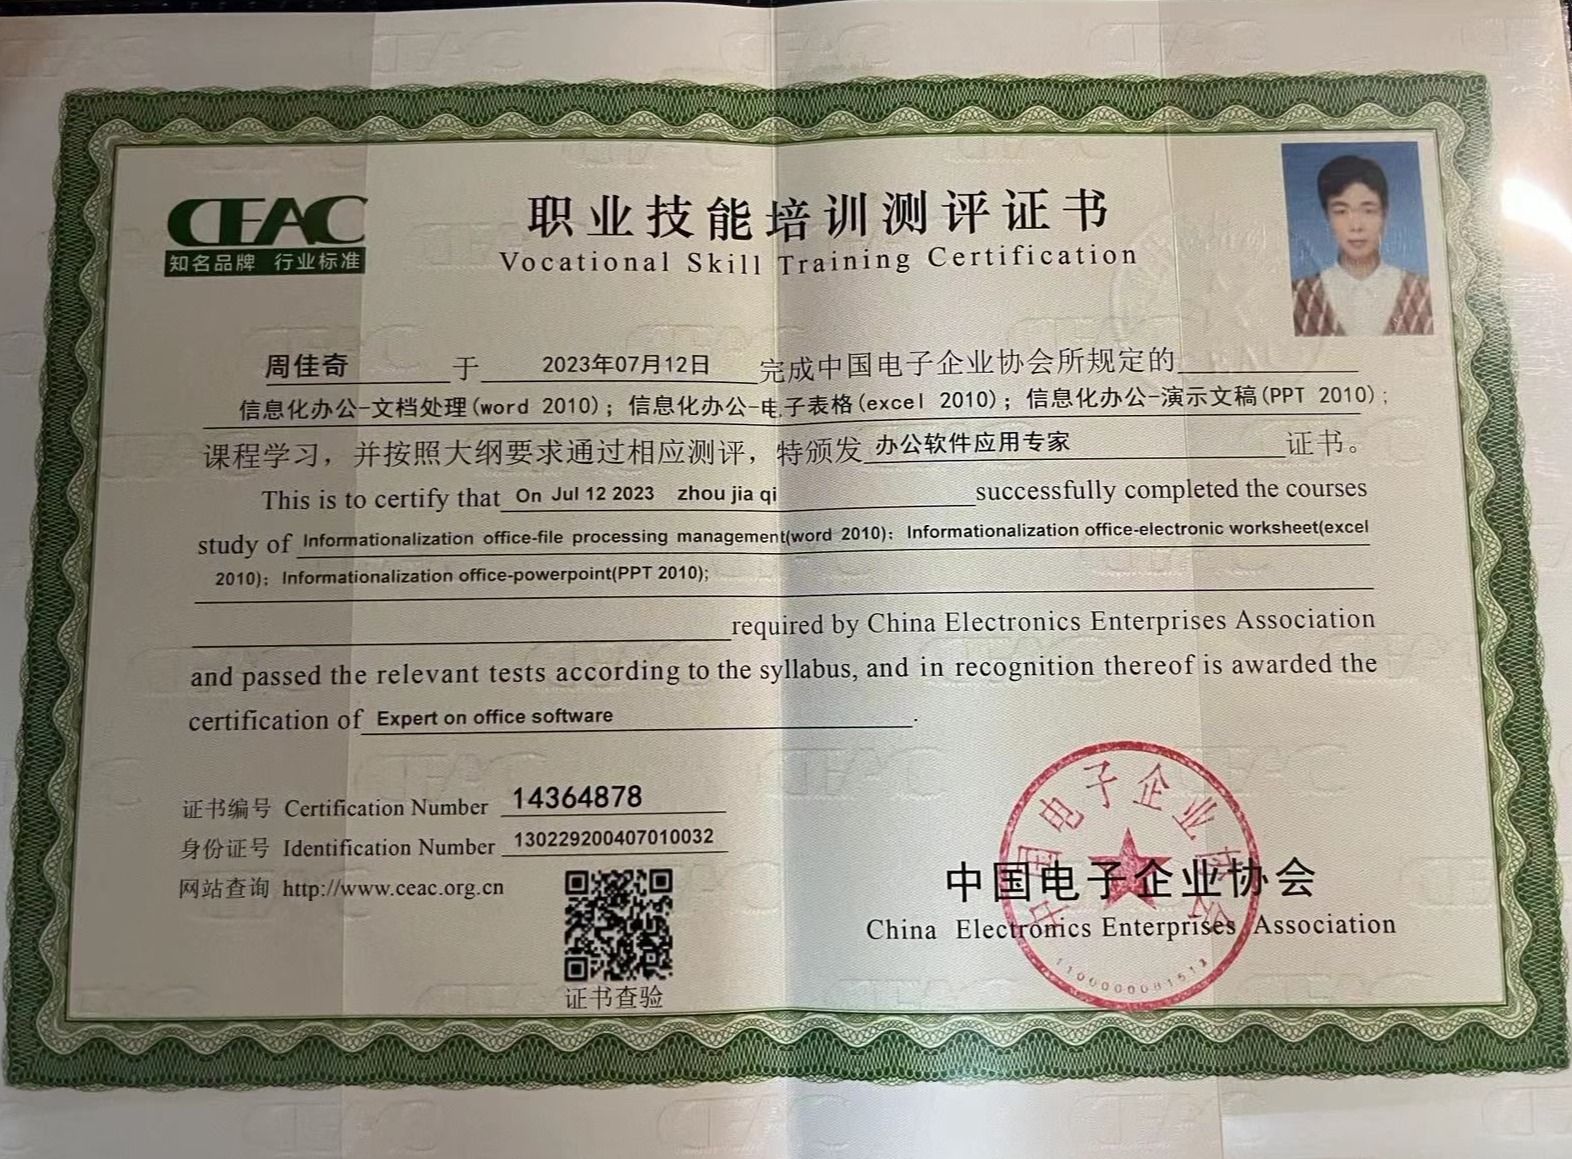 CEAC
知名品牌 行业标准
职业技能培训测评证书
Vocational Skill Training Certification
周佳奇 于 2023年07月12日 完成中国电子企业协会所规定的
信息化办公-文档处理(word 2010)；信息化办公-电子表格(excel 2010)；信息化办公-演示文稿(PPT 2010)；
课程学习，并按照大纲要求通过相应测评，特颁发 办公软件应用专家 证书。
This is to certify that On Jul 12 2023 zhou jia qi successfully completed the courses
study of Informationalization office-file processing management(word 2010)；Informationalization office-electronic worksheet(excel
2010)；Informationalization office-powerpoint(PPT 2010);
required by China Electronics Enterprises Association
and passed the relevant tests according to the syllabus, and in recognition thereof is awarded the
certification of Expert on office software.
证书编号 Certification Number 14364878
身份证号 Identification Number 130229200407010032
网站查询 http://www.ceac.org.cn
证书查验
中国电子企业协会
中国电子企业协会
China Electronics Enterprises Association